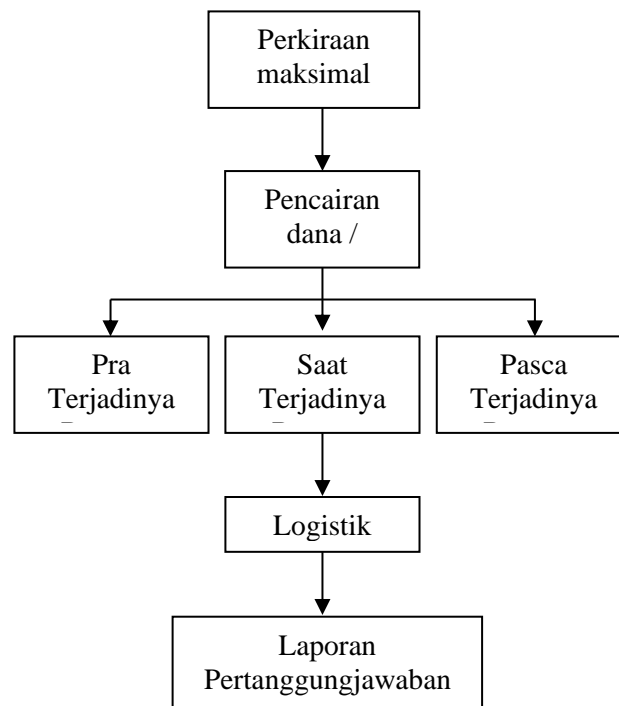 Perkiraan
maksimal
Pencairan
dana /
Pra
Terjadinya
Saat
Terjadinya
Pasca
Terjadinya
Logistik
Laporan
Pertanggungjawaban